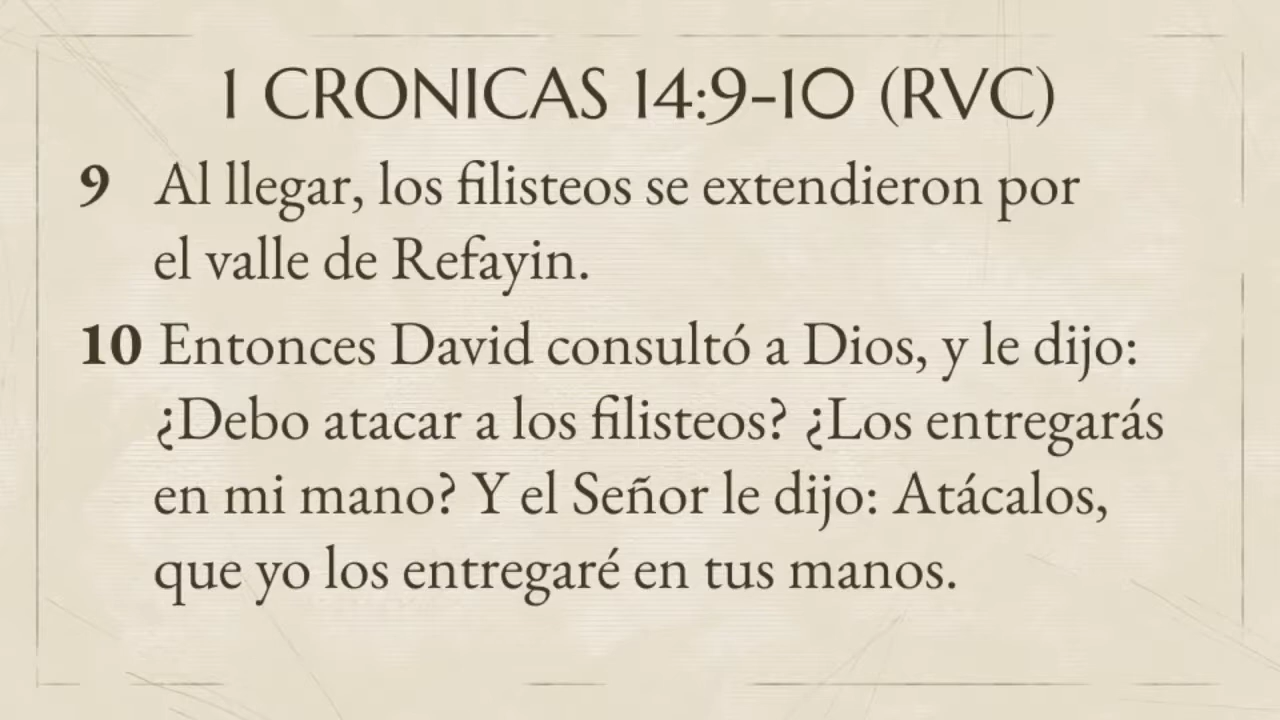 1 CRONICAS 14:9-10 (RVC)
9 Al llegar, los filisteos se extendieron por
el valle de Refayin.
10 Entonces David consultó a Dios, y le dijo:
¿Debo atacar a los filisteos? ¿Los entregarás
en mi mano? Y el Señor le dijo: Atácalos,
que yo los entregaré en tus manos.